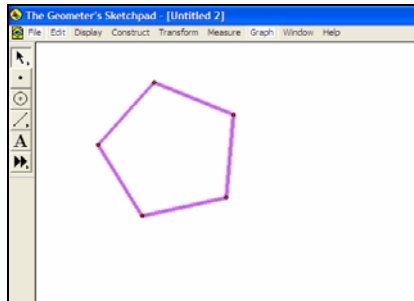 The Geometer's Sketchpad - [Untitled 2]
File Edit Display Construct Transform Measure Graph Window Help
A